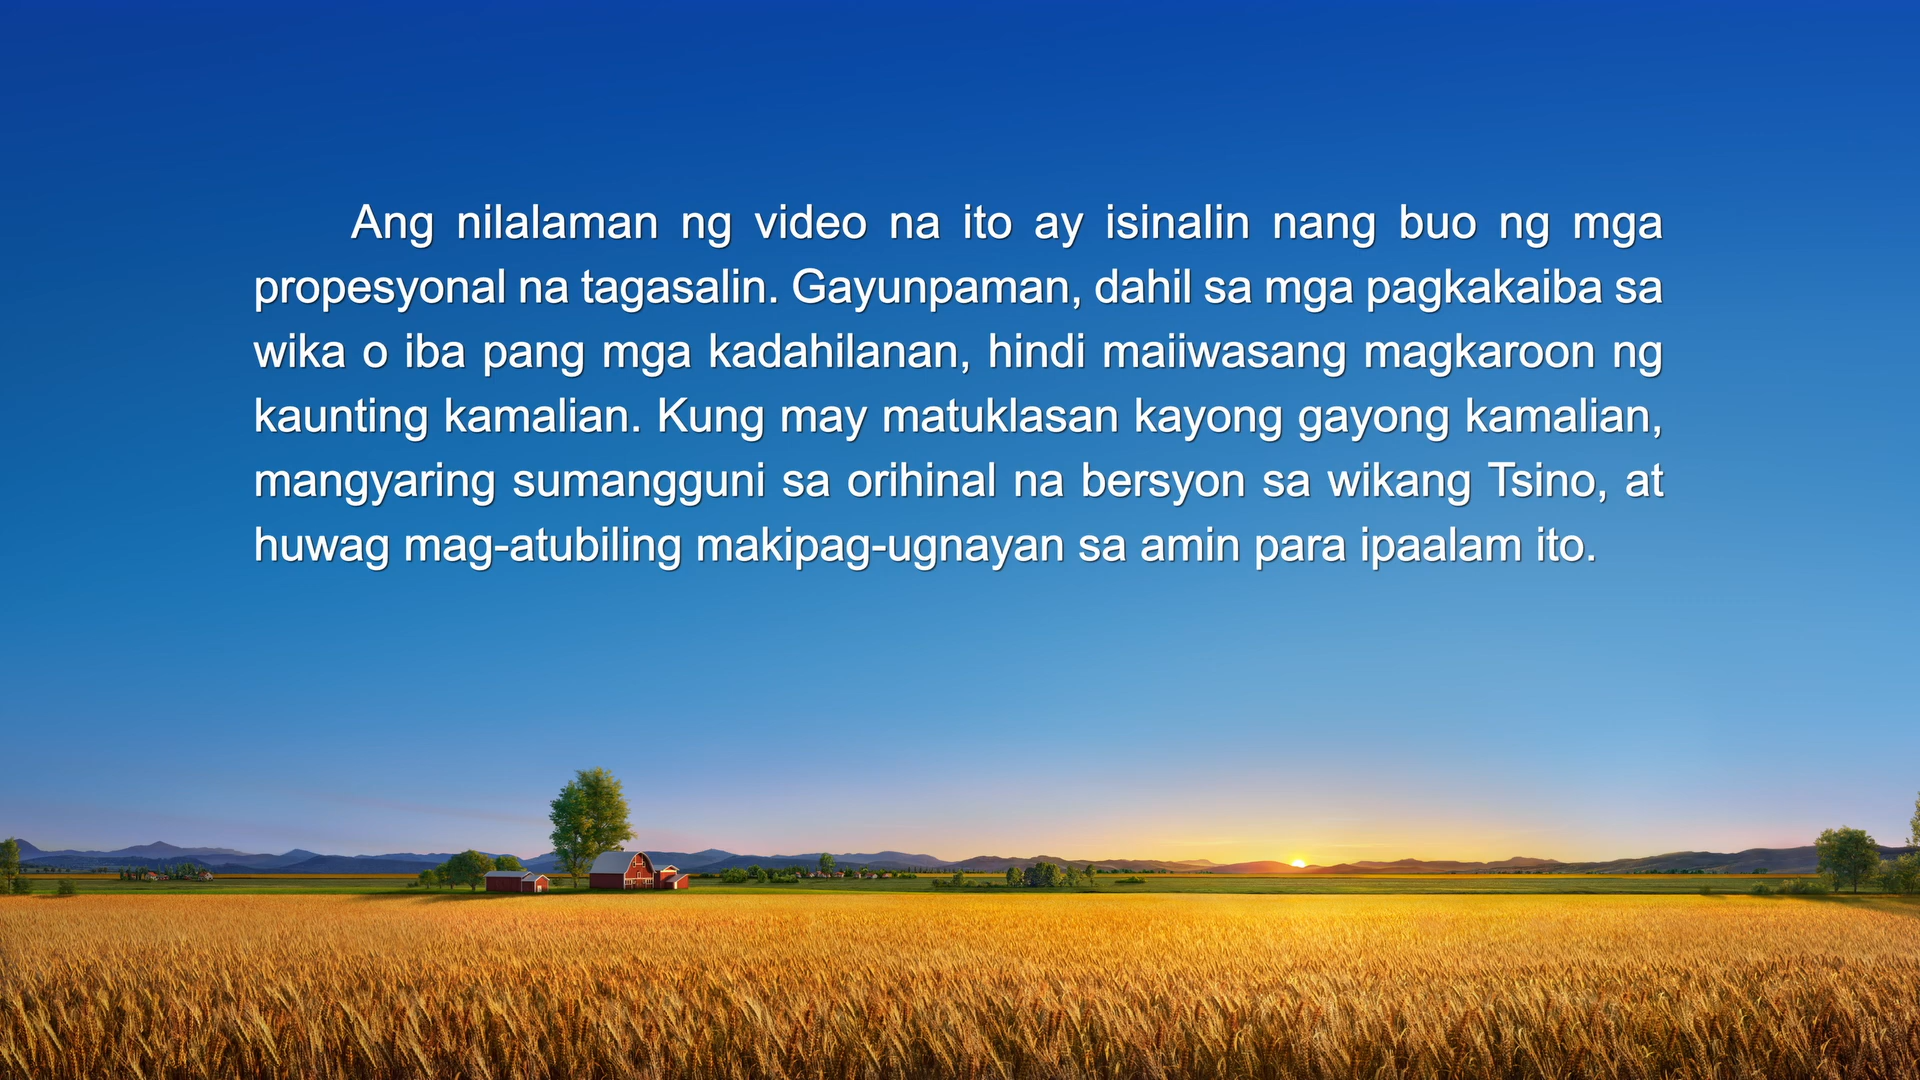 Ang nilalaman ng video na ito ay isinalin nang buo ng mga
propesyonal na tagasalin. Gayunpaman, dahil sa mga pagkakaiba sa
wika o iba pang mga kadahilanan, hindi maiiwasang magkaroon ng
kaunting kamalian. Kung may matuklasan kayong gayong kamalian,
mangyaring sumangguni sa orihinal na bersyon sa wikang Tsino, at
huwag mag-atubiling makipag-ugnayan sa amin para ipaalam ito.